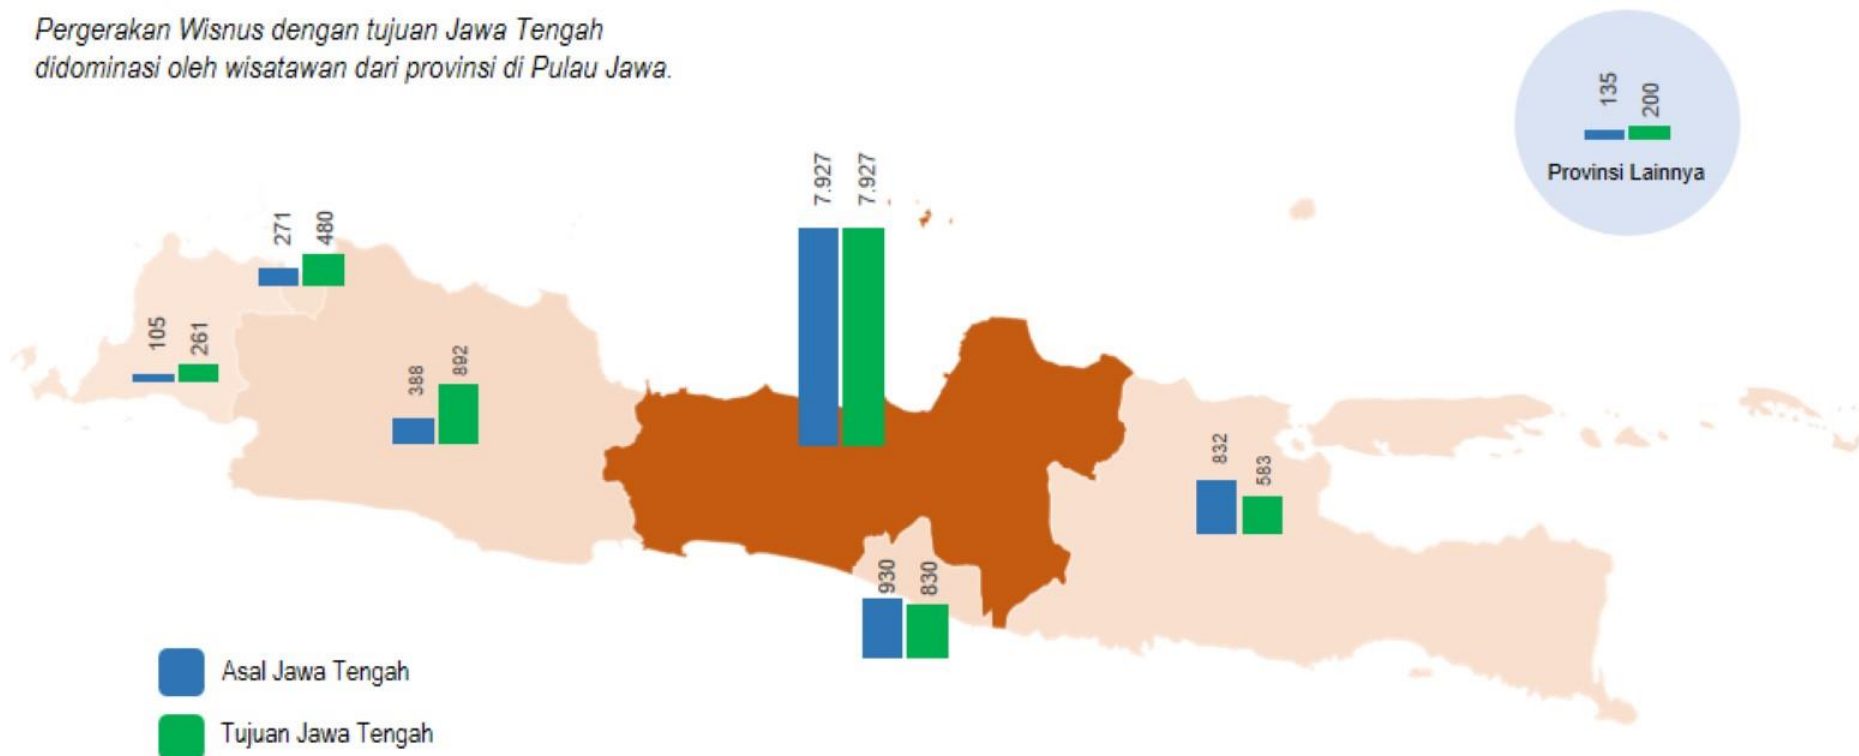 Pergerakan Wisnus dengan tujuan Jawa Tengah
didominasi oleh wisatawan dari provinsi di Pulau Jawa.
135
200
Provinsi Lainnya
7.927
7.927
271
480
105
261
388
892
832
583
930
830
Asal Jawa Tengah
Tujuan Jawa Tengah